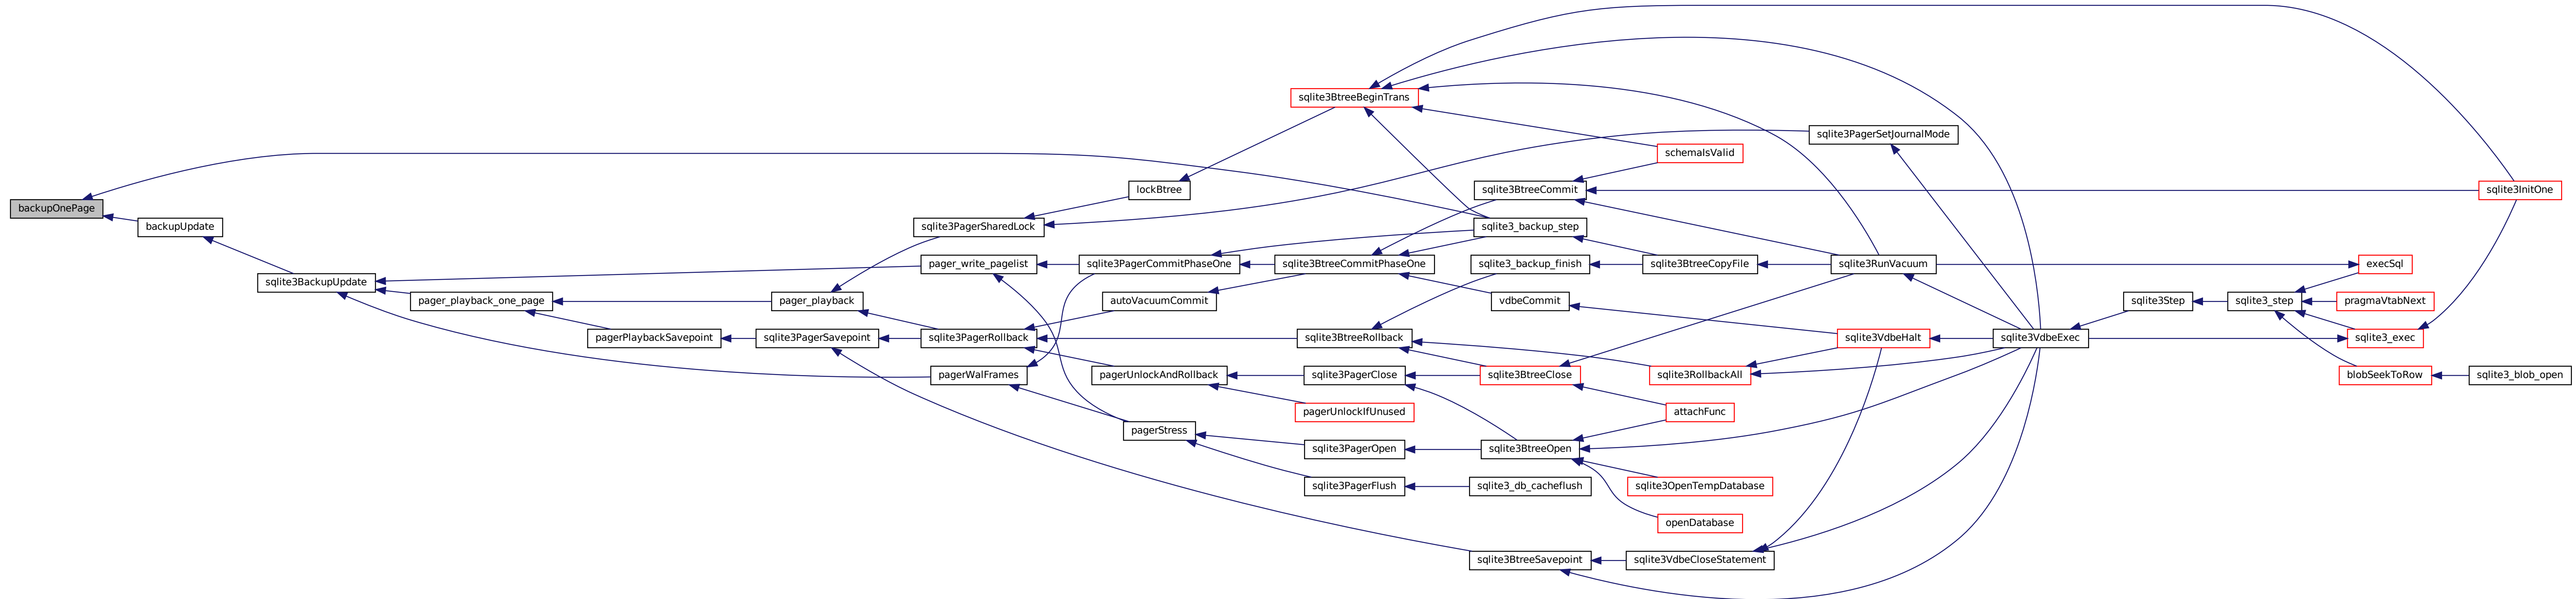 backupOnePage
backupUpdate
sqlite3BackupUpdate
pager_write_pagelist
pager_playback_one_page
pagerWalFrames
pager_playback
pagerPlaybackSavepoint
sqlite3PagerSavepoint
sqlite3PagerSharedLock
sqlite3PagerRollback
lockBtree
sqlite3PagerCommitPhaseOne
autoVacuumCommit
pagerUnlockAndRollback
pagerStress
sqlite3BtreeBeginTrans
sqlite3BtreeCommitPhaseOne
sqlite3BtreeRollback
sqlite3PagerClose
pagerUnlockIfUnused
sqlite3PagerOpen
sqlite3PagerFlush
sqlite3BtreeCommit
sqlite3_backup_step
sqlite3_backup_finish
vdbeCommit
sqlite3BtreeClose
sqlite3BtreeOpen
sqlite3_db_cacheflush
sqlite3BtreeSavepoint
schemaIsValid
sqlite3BtreeCopyFile
sqlite3RollbackAll
attachFunc
sqlite3OpenTempDatabase
openDatabase
sqlite3VdbeCloseStatement
sqlite3PagerSetJournalMode
sqlite3RunVacuum
sqlite3VdbeHalt
sqlite3VdbeExec
sqlite3Step
sqlite3_step
execSql
pragmaVtabNext
sqlite3_exec
blobSeekToRow
sqlite3InitOne
sqlite3_blob_open